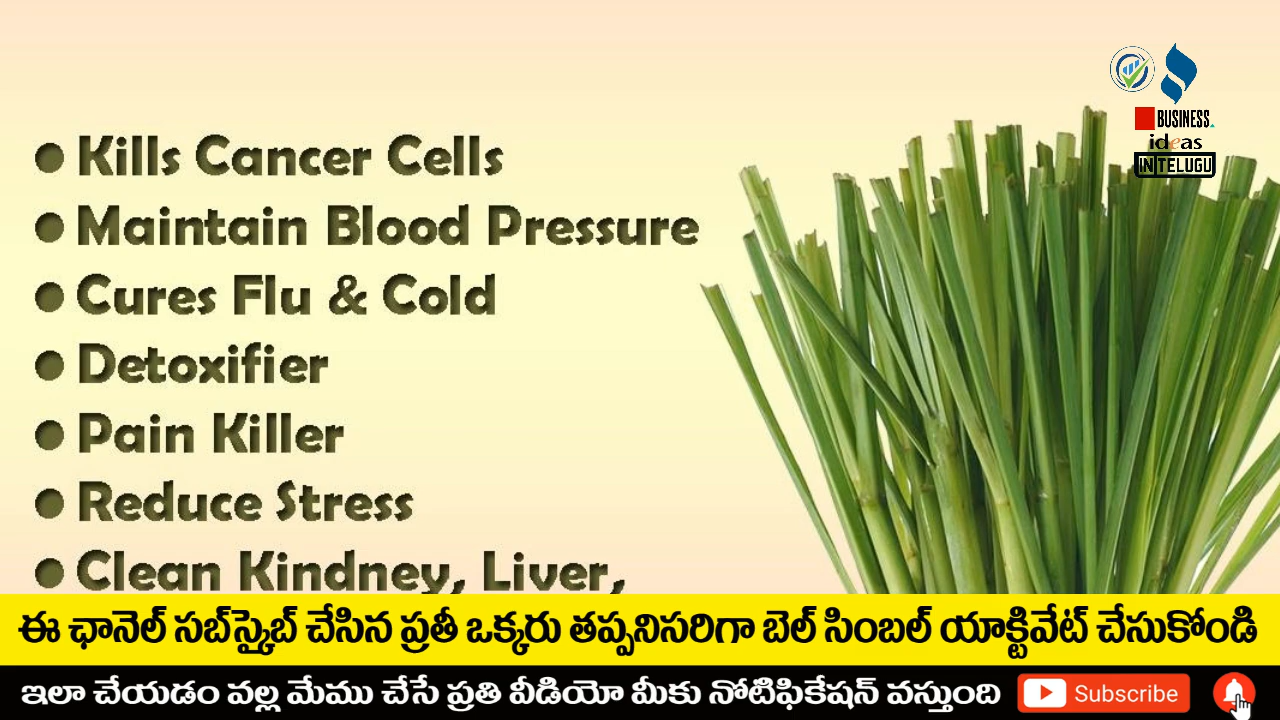 BUSINESS
ideas
IN TELUGU
• Kills Cancer Cells
• Maintain Blood Pressure
• Cures Flu & Cold
• Detoxifier
• Pain Killer
• Reduce Stress
• Clean Kindney, Liver,
ఈ ఛానెల్ సబ్‌స్క్రైబ్ చేసిన ప్రతీ ఒక్కరు తప్పనిసరిగా బెల్ సింబల్ యాక్టివేట్ చేసుకోండి
ఇలా చేయడం వల్ల మేము చేసే ప్రతి వీడియో మీకు నోటిఫికేషన్ వస్తుంది
Subscribe